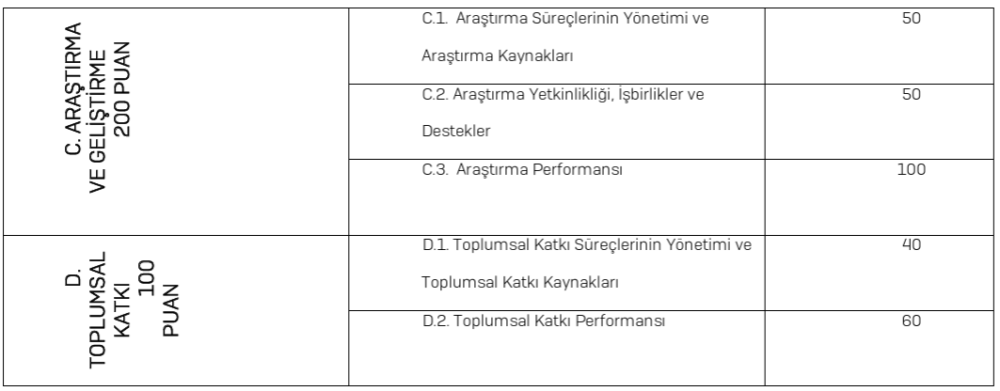 C. ARAŞTIRMA
VE GELİŞTİRME
200 PUAN
C.1. Araştırma Süreçlerinin Yönetimi ve
Araştırma Kaynakları
50
C.2. Araştırma Yetkinlikliği, İşbirlikler ve
Destekler
50
C.3. Araştırma Performansı
100
D.
TOPLUMSAL
KATKI
100
PUAN
D.1. Toplumsal Katkı Süreçlerinin Yönetimi ve
Toplumsal Katkı Kaynakları
40
D.2. Toplumsal Katkı Performansı
60